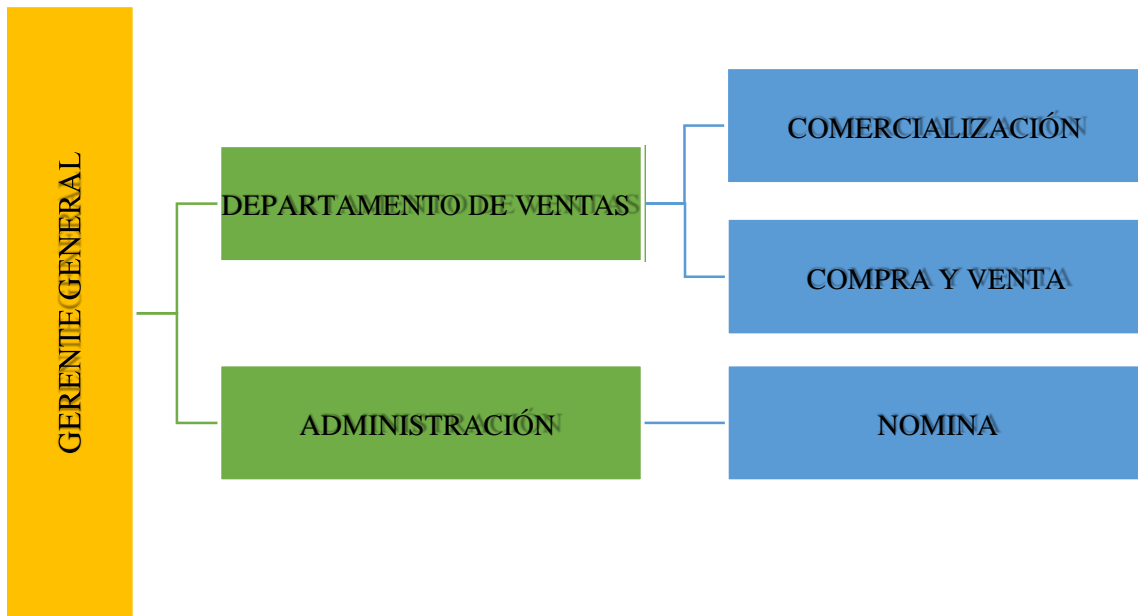 GERENTE GENERAL
DEPARTAMENTO DE VENTAS
COMERCIALIZACIÓN
COMPRA Y VENTA
ADMINISTRACIÓN
NOMINA